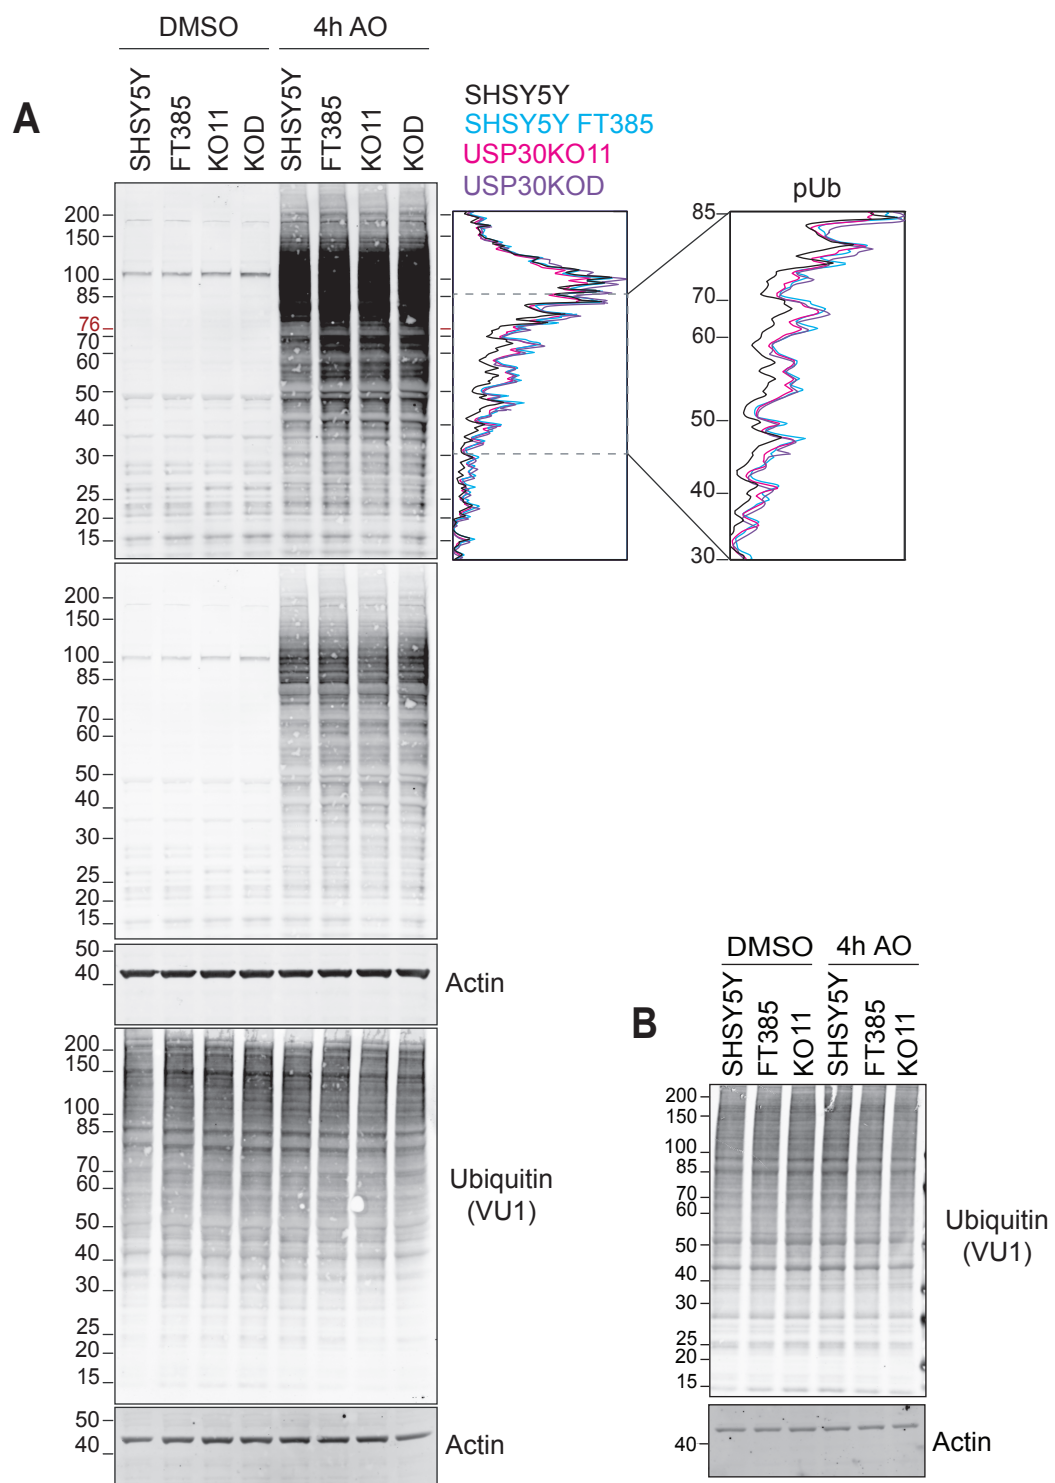 A
DMSO
4h AO
SHSY5Y
FT385
KO11
KOD
SHSY5Y
FT385
KO11
KOD
200
150
100
85
76
70
60
50
40
30
25
20
15
SHSY5Y
SHSY5Y FT385
USP30KO11
USP30KOD
pUb
85
70
60
50
40
30
200
150
100
85
70
60
50
40
30
25
20
15
50
40
Actin
200
150
100
85
70
60
50
40
30
25
20
15
Ubiquitin
(VU1)
50
40
Actin
B
DMSO
4h AO
SHSY5Y
FT385
KO11
SHSY5Y
FT385
KO11
200
150
100
85
70
60
50
40
30
25
20
15
Ubiquitin
(VU1)
40
Actin